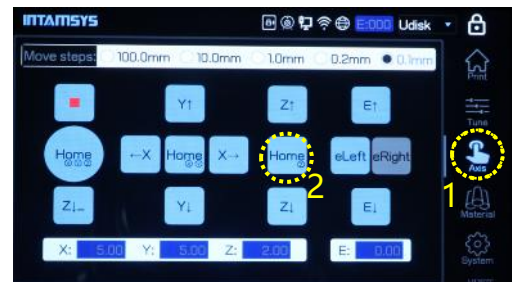 INTAMSYS E:000 Udisk
Move steps: 100.0mm 10.0mm 1.0mm 0.2mm 0.1mm
Print
Y↑ Z↑ E↑
Tune
Home ←X Home X→ Home eLeft eRight
Axis
2
1
Z↓ Y↓ Z↓ E↓
Material
X: 5.00 Y: 5.00 Z: 2.00 E: 0.00
System